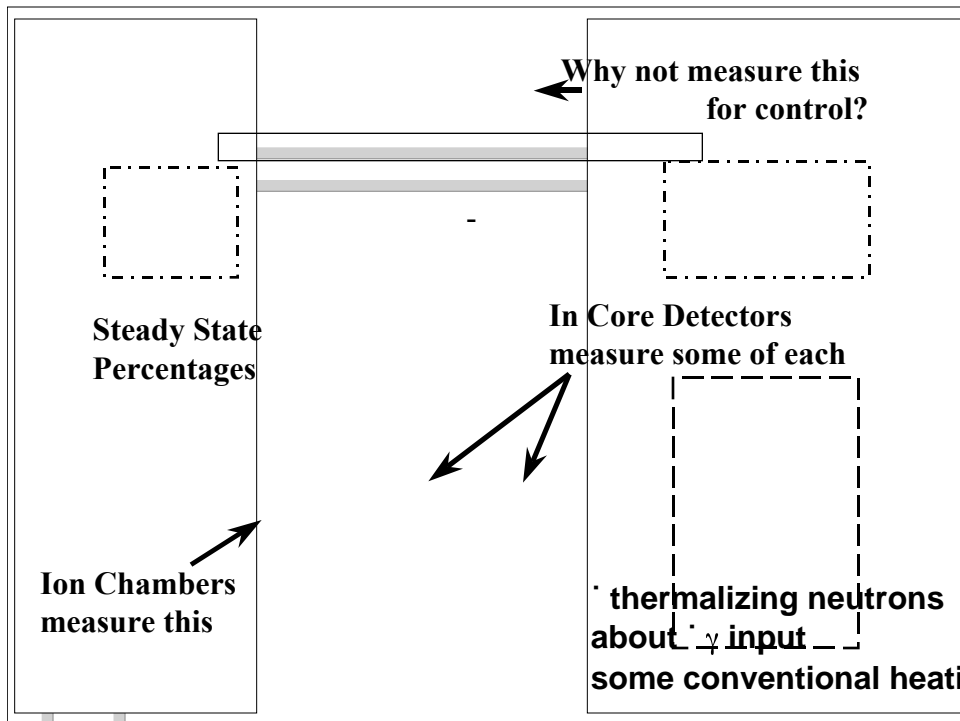 Why not measure this
for control?
-
Steady State
Percentages
In Core Detectors
measure some of each
Ion Chambers
measure this
˙ thermalizing neutrons
about ˙ γ input
some conventional heati